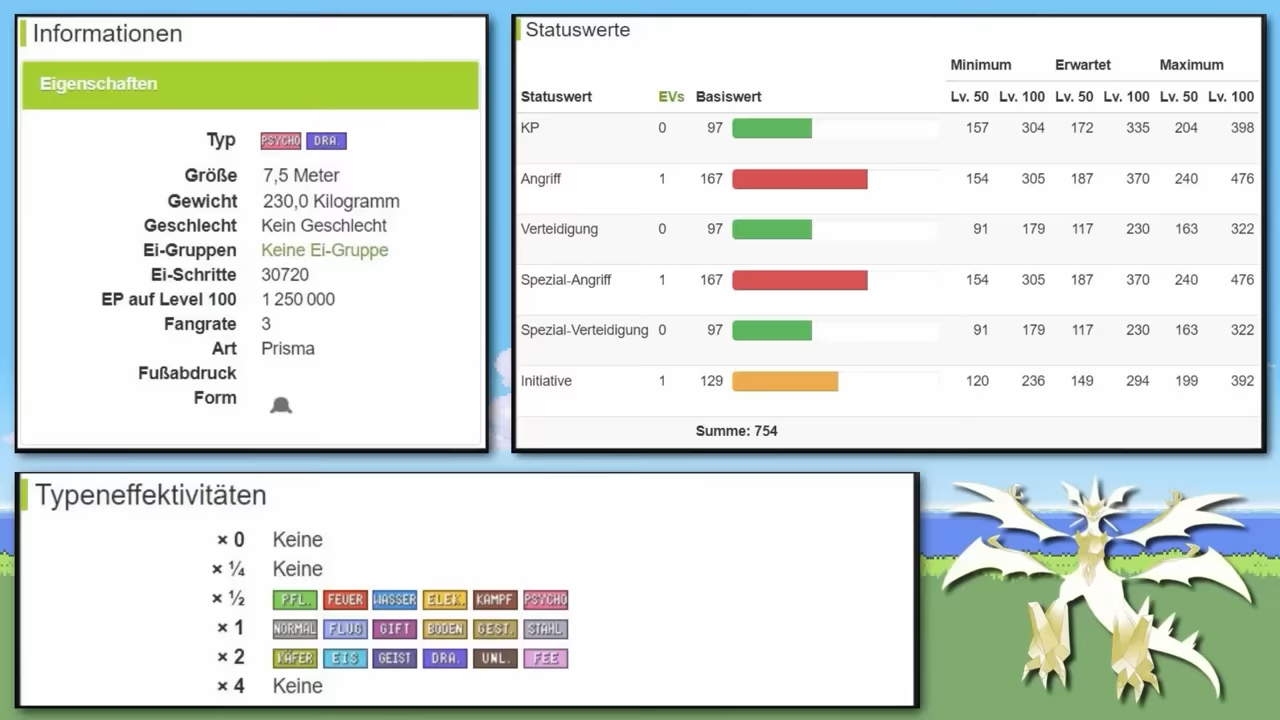 Informationen
Eigenschaften
Typ PSYCHO DRA.
Größe 7,5 Meter
Gewicht 230,0 Kilogramm
Geschlecht Kein Geschlecht
Ei-Gruppen Keine Ei-Gruppe
Ei-Schritte 30720
EP auf Level 100 1 250 000
Fangrate 3
Art Prisma
Fußabdruck
Form
Statuswerte
Minimum Erwartet Maximum
Statuswert EVs Basiswert Lv. 50 Lv. 100 Lv. 50 Lv. 100 Lv. 50 Lv. 100
KP 0 97 157 304 172 335 204 398
Angriff 1 167 154 305 187 370 240 476
Verteidigung 0 97 91 179 117 230 163 322
Spezial-Angriff 1 167 154 305 187 370 240 476
Spezial-Verteidigung 0 97 91 179 117 230 163 322
Initiative 1 129 120 236 149 294 199 392
Summe: 754
Typeneffektivitäten
× 0 Keine
× ¼ Keine
× ½ PFL. FEUER WASSER ELEK. KAMPF PSYCHO
× 1 NORMAL FLUG GIFT BODEN GEST. STAHL
× 2 KÄFER EIS GEIST DRA. UNL. FEE
× 4 Keine